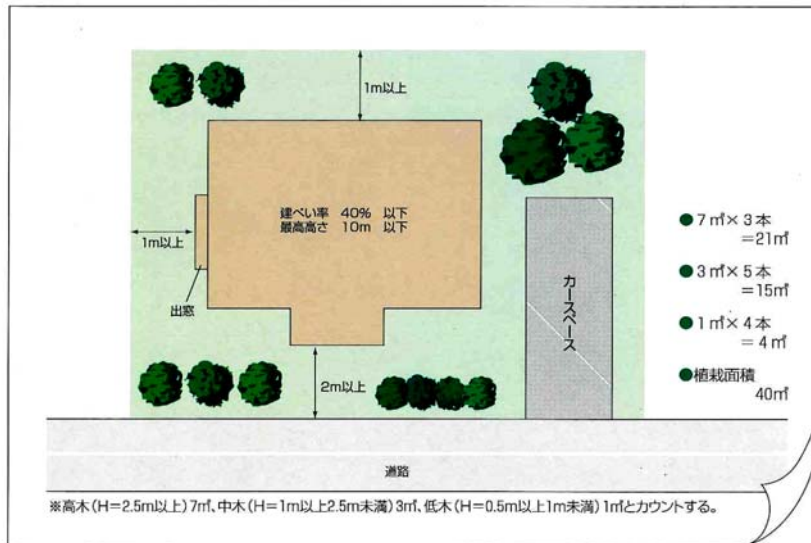 1m以上
建ぺい率 40% 以下
最高高さ 10m 以下
1m以上
出窓
カースペース
2m以上
●7㎡×3本
=21㎡
●3㎡×5本
=15㎡
●1㎡×4本
=4㎡
●植栽面積
40㎡
道路
※高木(H=2.5m以上)7㎡、中木(H=1m以上2.5m未満)3㎡、低木(H=0.5m以上1m未満)1㎡とカウントする。